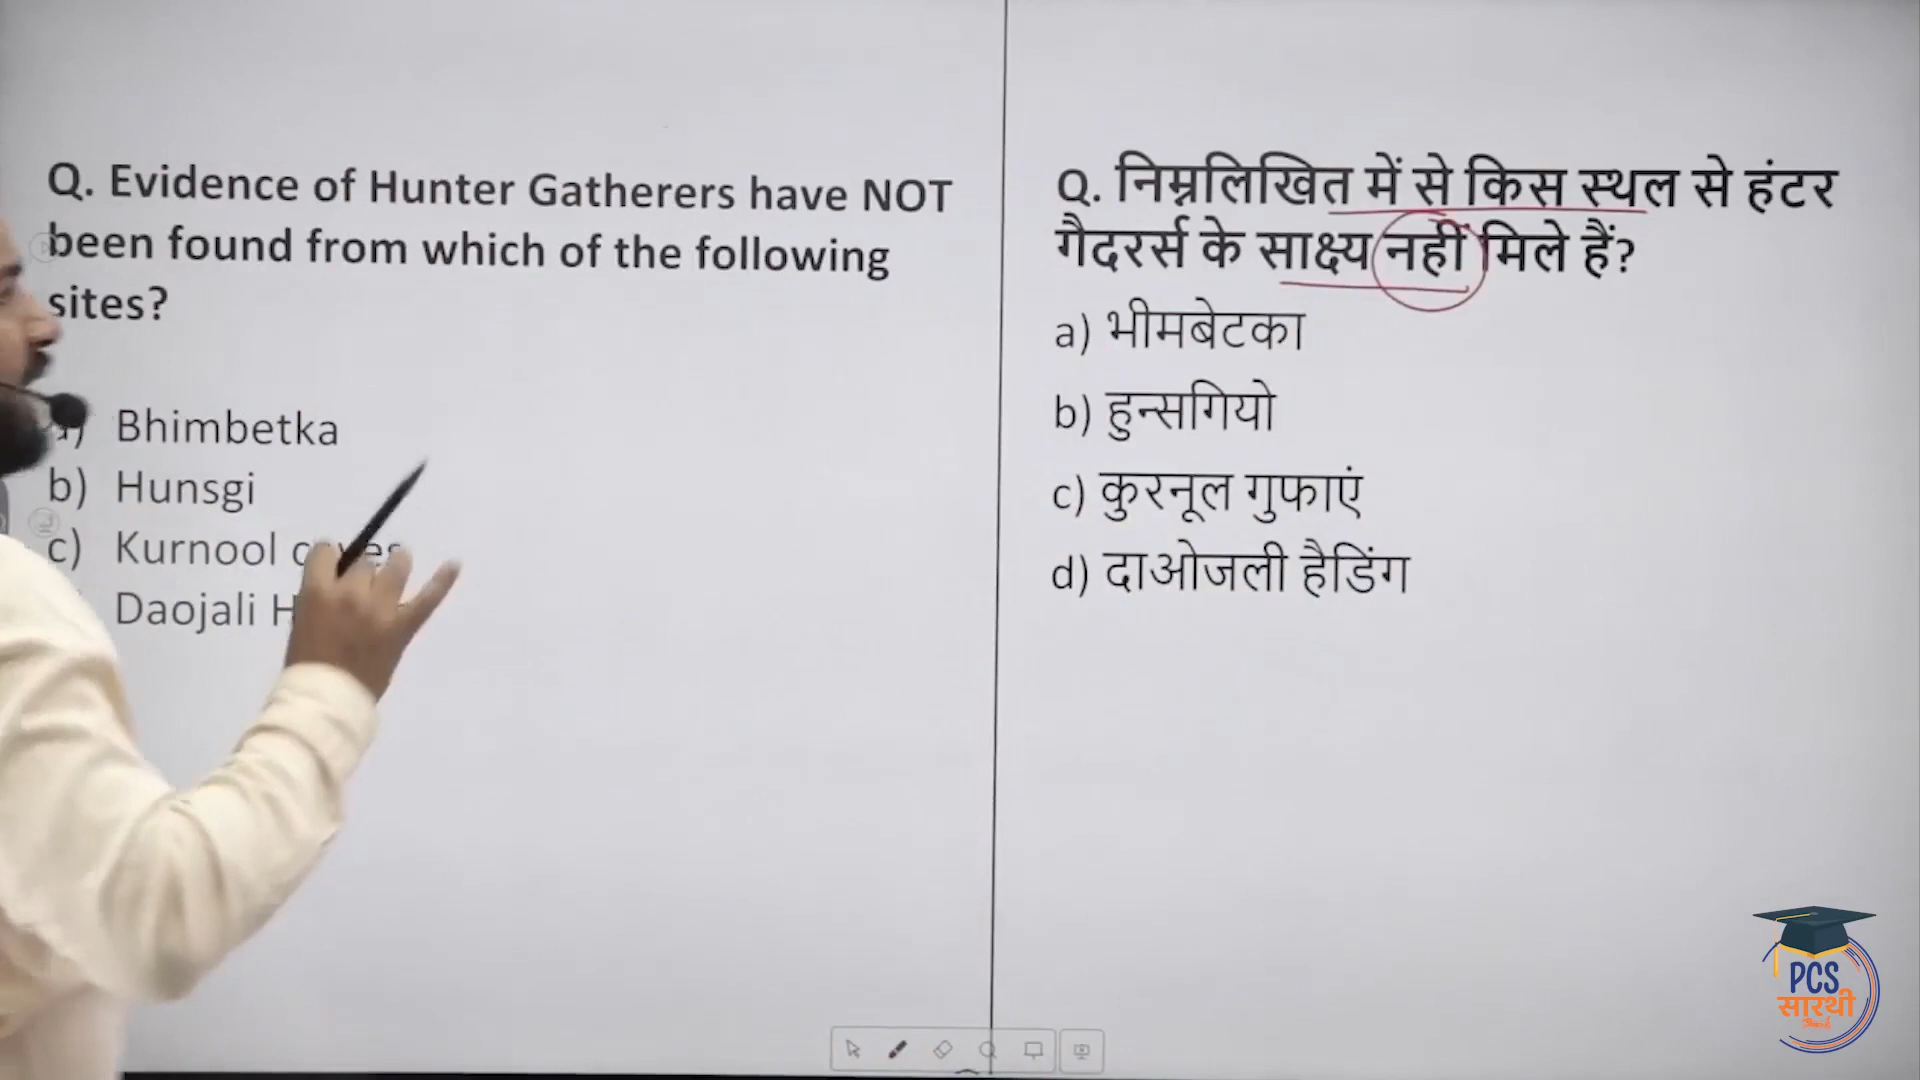 Q. Evidence of Hunter Gatherers have NOT
been found from which of the following
sites?
Bhimbetka
b) Hunsgi
c) Kurnool
Daojali
Q. निम्नलिखित में से किस स्थल से हंटर
गैदरर्स के साक्ष्य नहीं मिले हैं?
a) भीमबेटका
b) हुन्सगियो
c) कुरनूल गुफाएं
d) दाओजली हैडिंग
PCS
सारथी